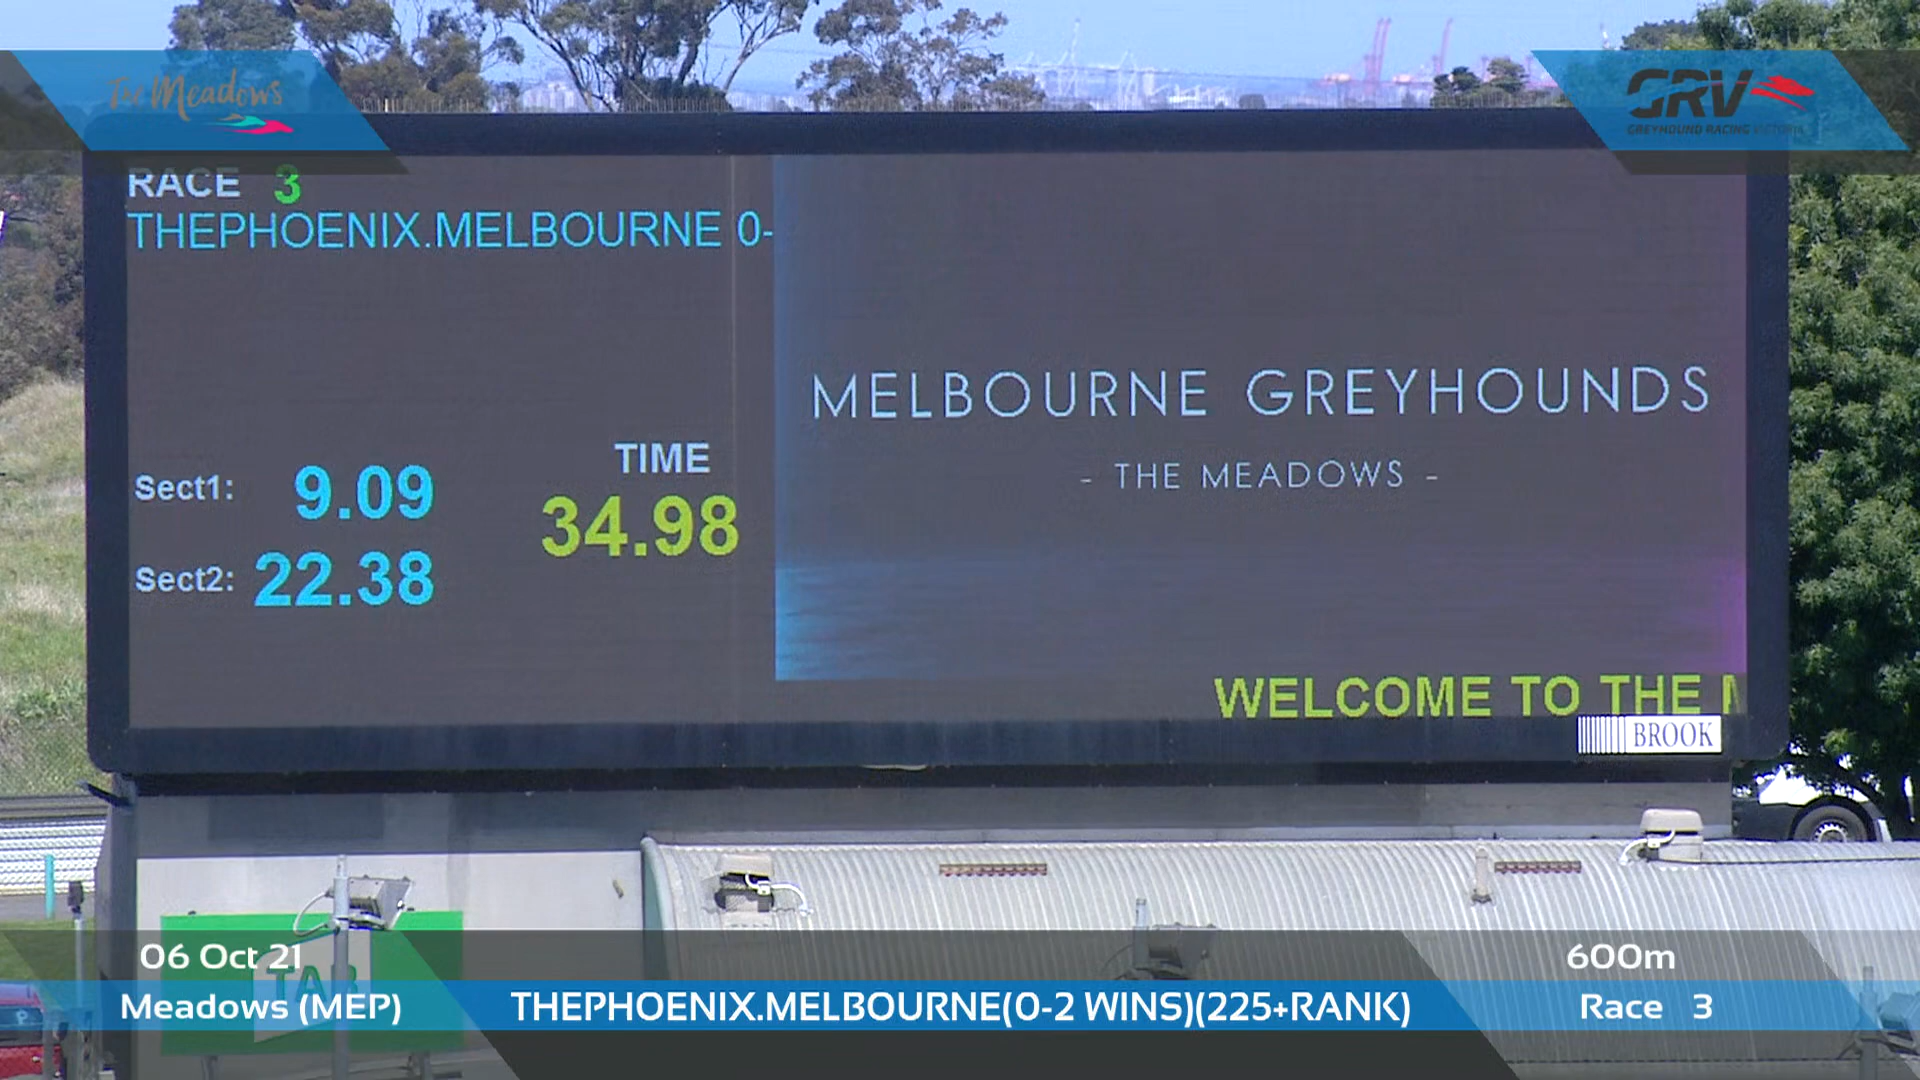 The Meadows
GRV
GREYHOUND RACING VICTORIA
RACE 3
THEPHOENIX.MELBOURNE 0-
MELBOURNE GREYHOUNDS
- THE MEADOWS -
TIME
Sect1: 9.09
34.98
Sect2: 22.38
WELCOME TO THE
BROOK
TAB
06 Oct 21
600m
Meadows (MEP)
THEPHOENIX.MELBOURNE(0-2 WINS)(225+RANK)
Race 3